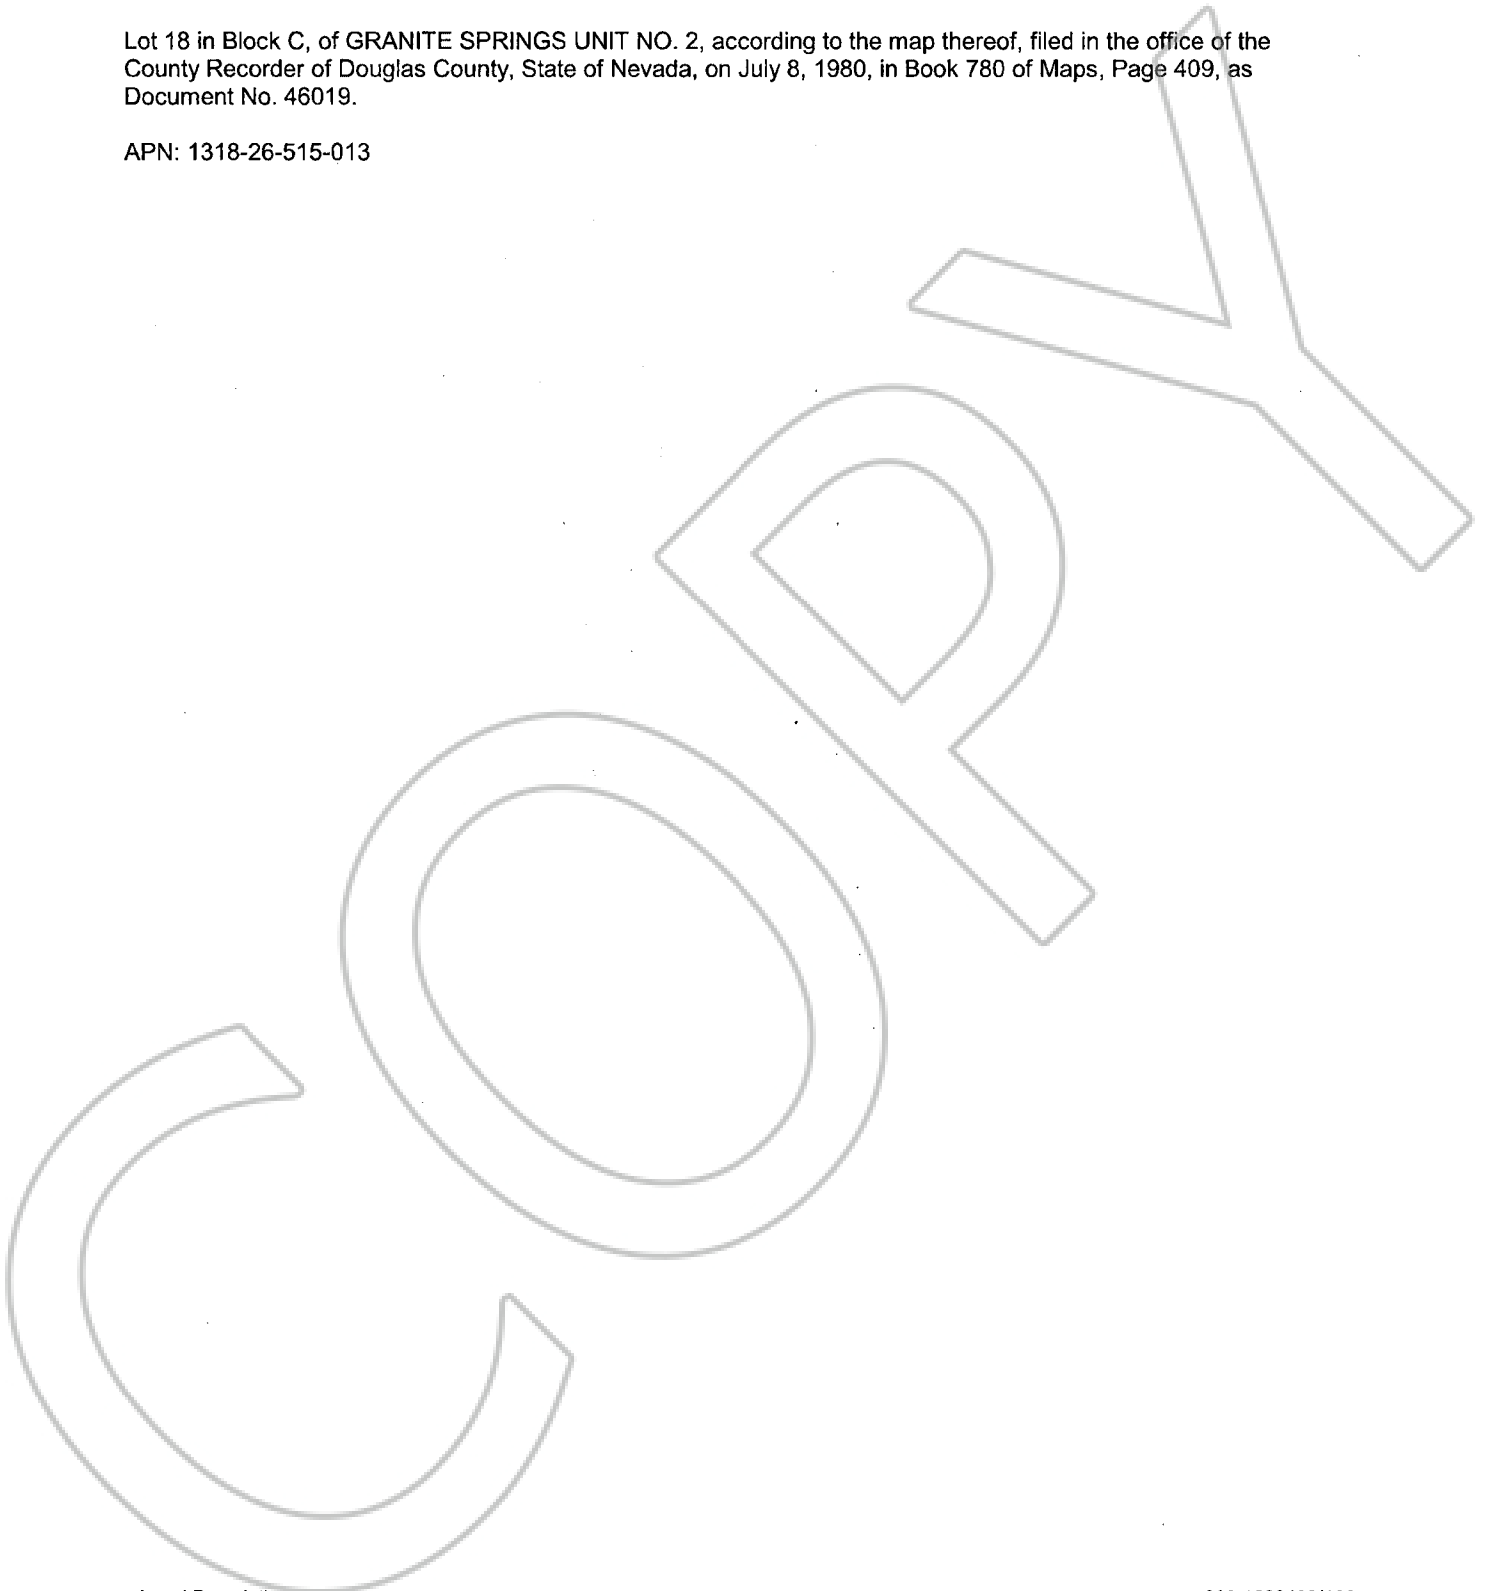 Lot 18 in Block C, of GRANITE SPRINGS UNIT NO. 2, according to the map thereof, filed in the office of the
County Recorder of Douglas County, State of Nevada, on July 8, 1980, in Book 780 of Maps, Page 409, as
Document No. 46019.
APN: 1318-26-515-013
COPY